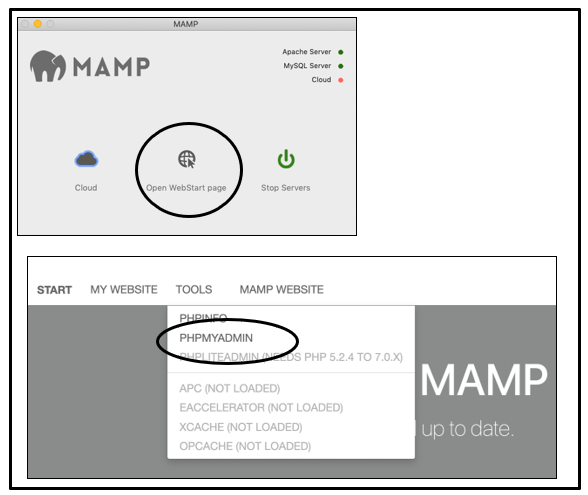 MAMP
MAMP
Apache Server
MySQL Server
Cloud
Cloud
Open WebStart page
Stop Servers
START MY WEBSITE TOOLS MAMP WEBSITE
PHPINFO
PHPMYADMIN
PHPLITEADMIN (NEEDS PHP 5.2.4 TO 7.0.X)
APC (NOT LOADED)
EACCELERATOR (NOT LOADED)
XCACHE (NOT LOADED)
OPCACHE (NOT LOADED)
MAMP
up to date.